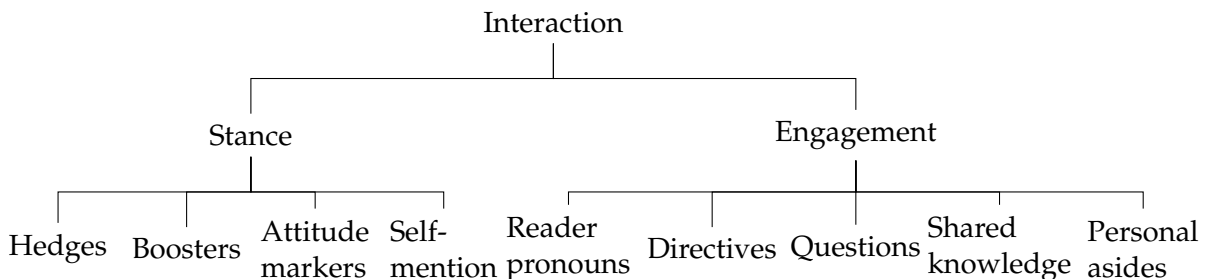 Interaction
Stance
Engagement
Hedges
Boosters
Attitude
markers
Self-
mention
Reader
pronouns
Directives
Questions
Shared
knowledge
Personal
asides